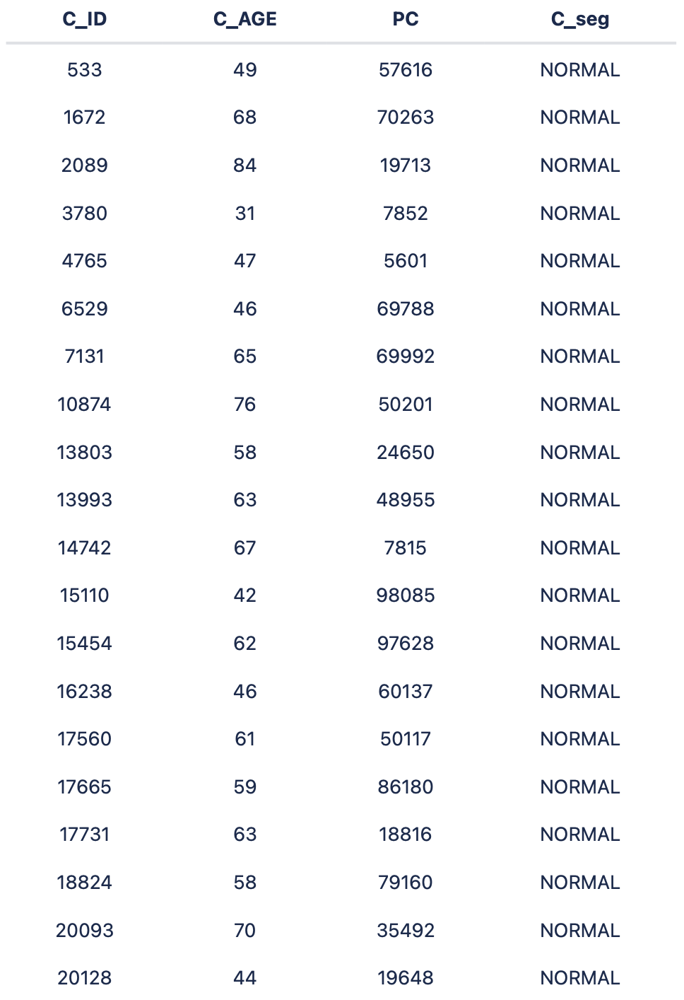 C_ID C_AGE PC C_seg
533 49 57616 NORMAL
1672 68 70263 NORMAL
2089 84 19713 NORMAL
3780 31 7852 NORMAL
4765 47 5601 NORMAL
6529 46 69788 NORMAL
7131 65 69992 NORMAL
10874 76 50201 NORMAL
13803 58 24650 NORMAL
13993 63 48955 NORMAL
14742 67 7815 NORMAL
15110 42 98085 NORMAL
15454 62 97628 NORMAL
16238 46 60137 NORMAL
17560 61 50117 NORMAL
17665 59 86180 NORMAL
17731 63 18816 NORMAL
18824 58 79160 NORMAL
20093 70 35492 NORMAL
20128 44 19648 NORMAL